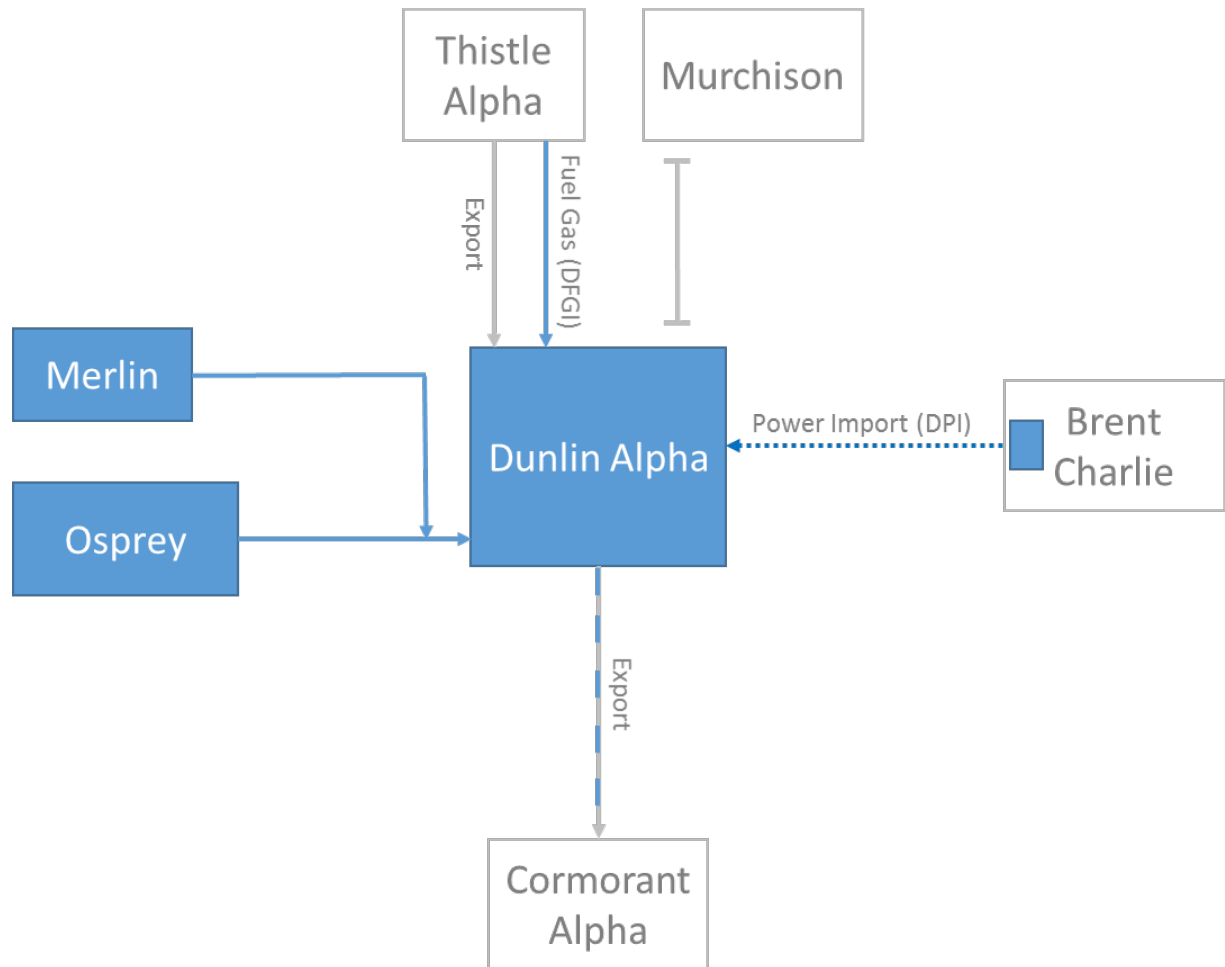 Thistle
Alpha
Murchison
Export
Fuel Gas (DFGI)
Merlin
Dunlin Alpha
Power Import (DPI)
Brent
Charlie
Osprey
Export
Cormorant
Alpha